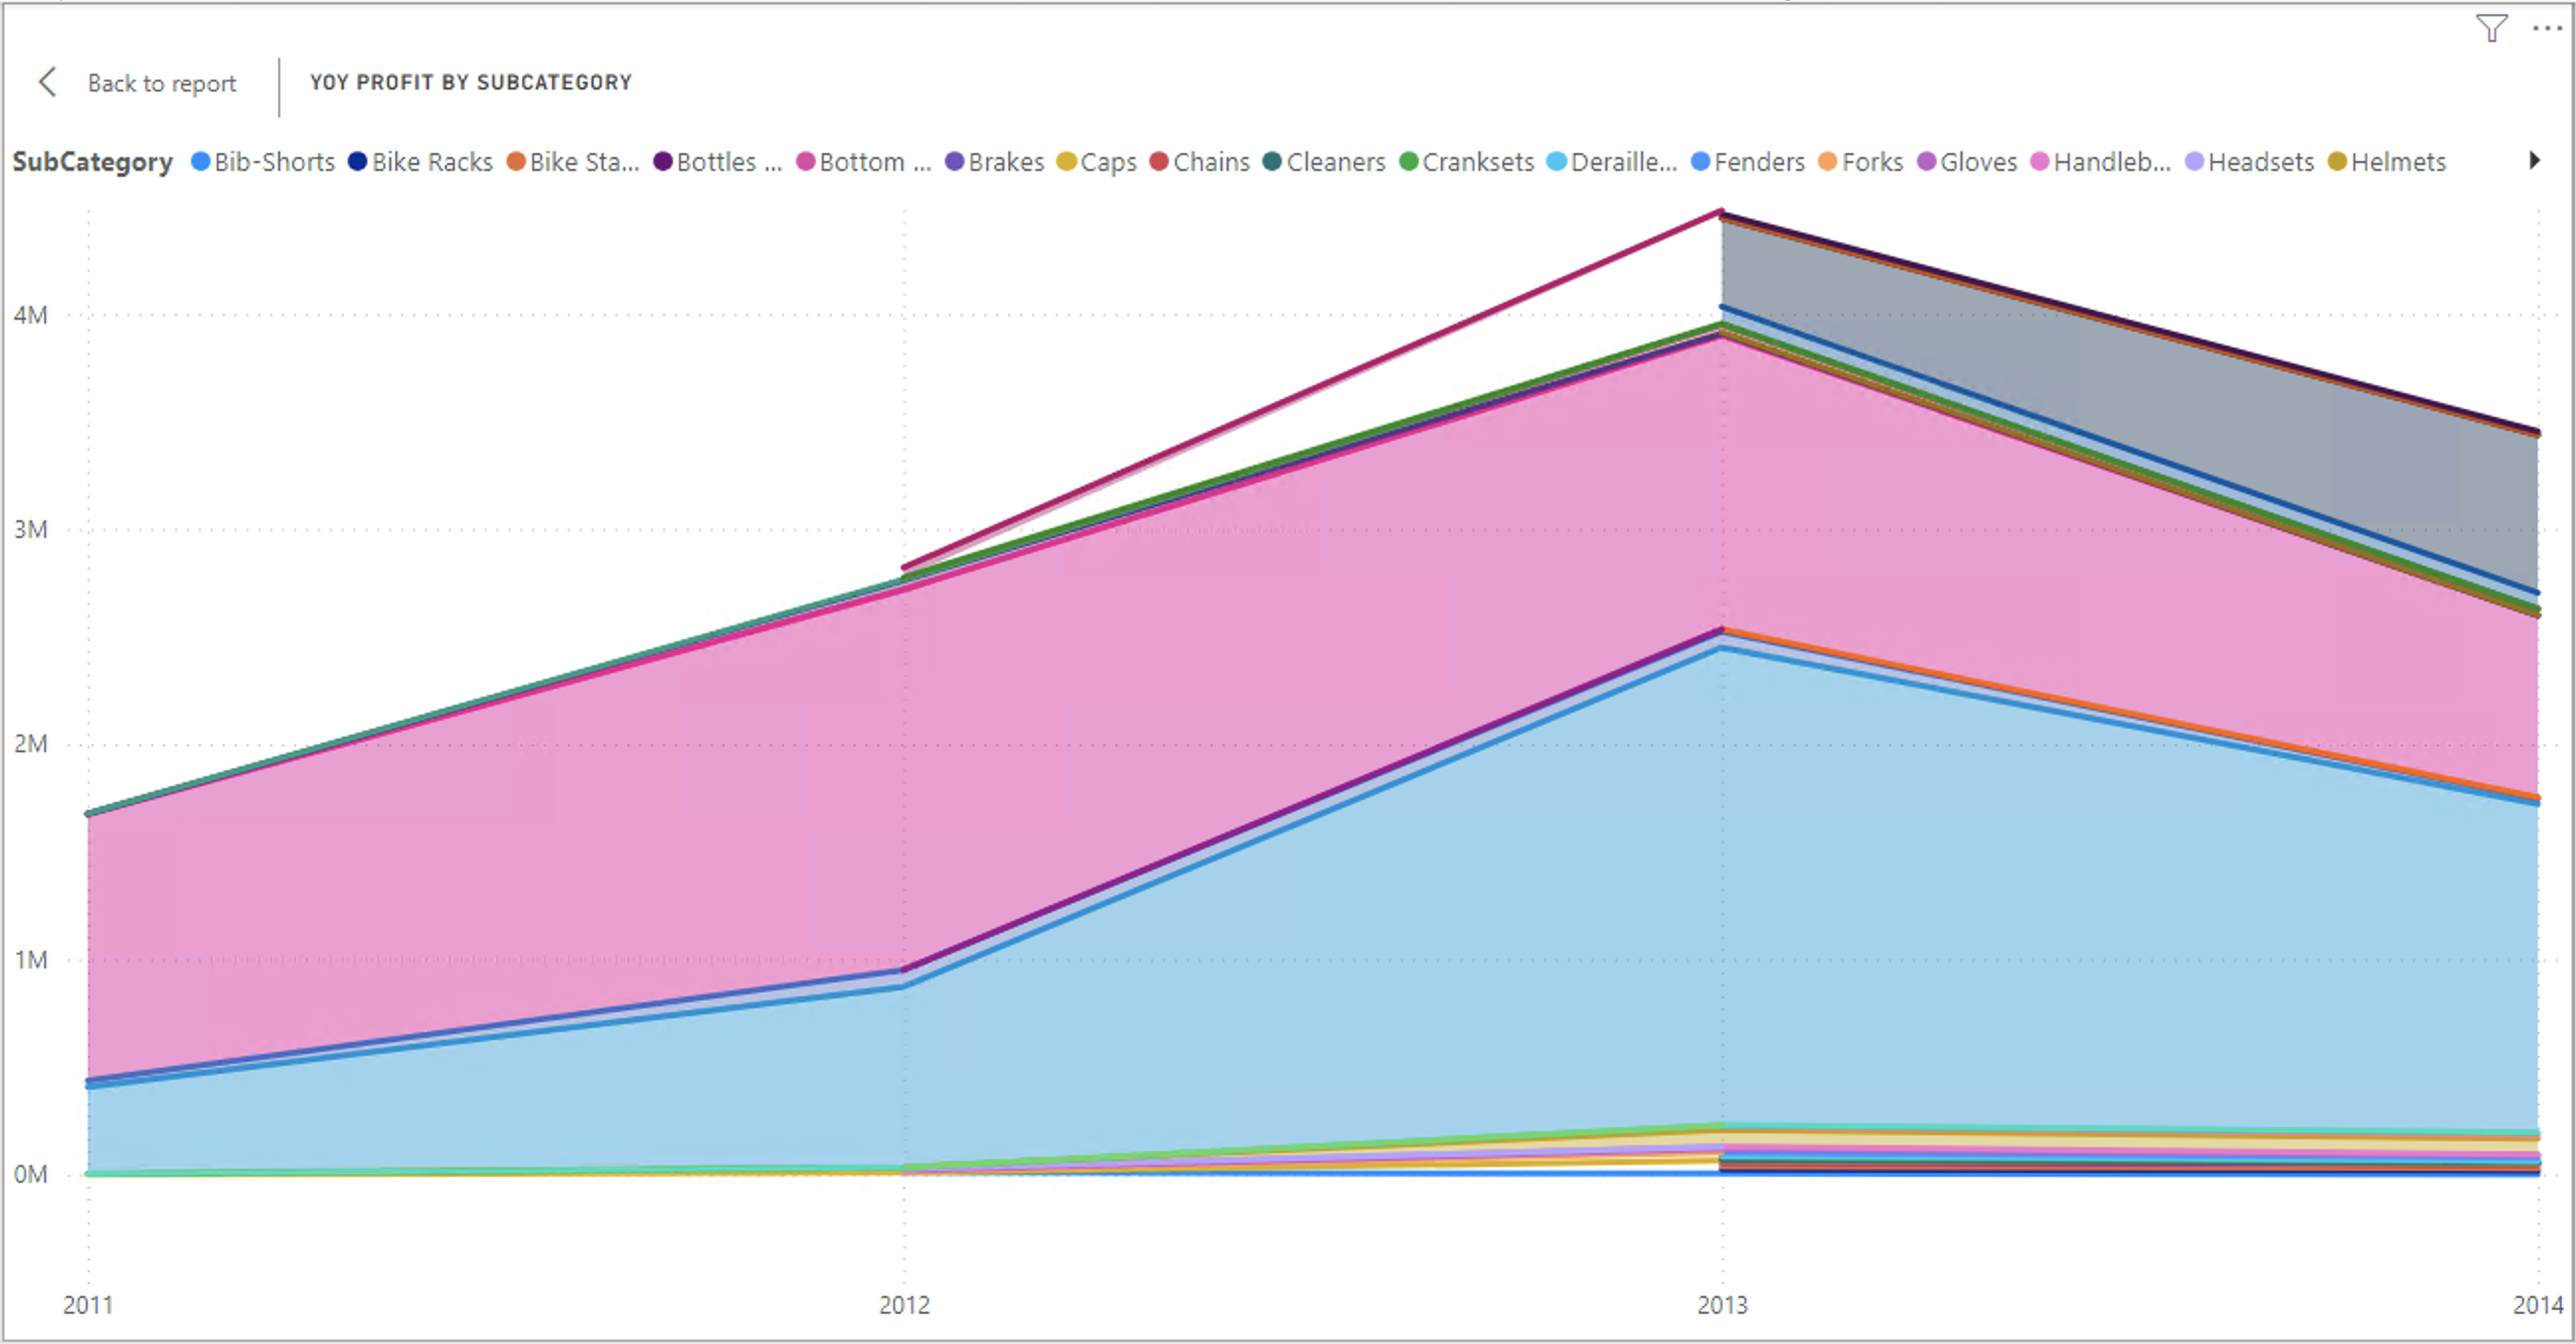 Back to report
YOY PROFIT BY SUBCATEGORY
SubCategory Bib-Shorts Bike Racks Bike Sta... Bottles ... Bottom ... Brakes Caps Chains Cleaners Cranksets Deraille... Fenders Forks Gloves Handleb... Headsets Helmets
4M
3M
2M
1M
0M
2011 2012 2013 2014